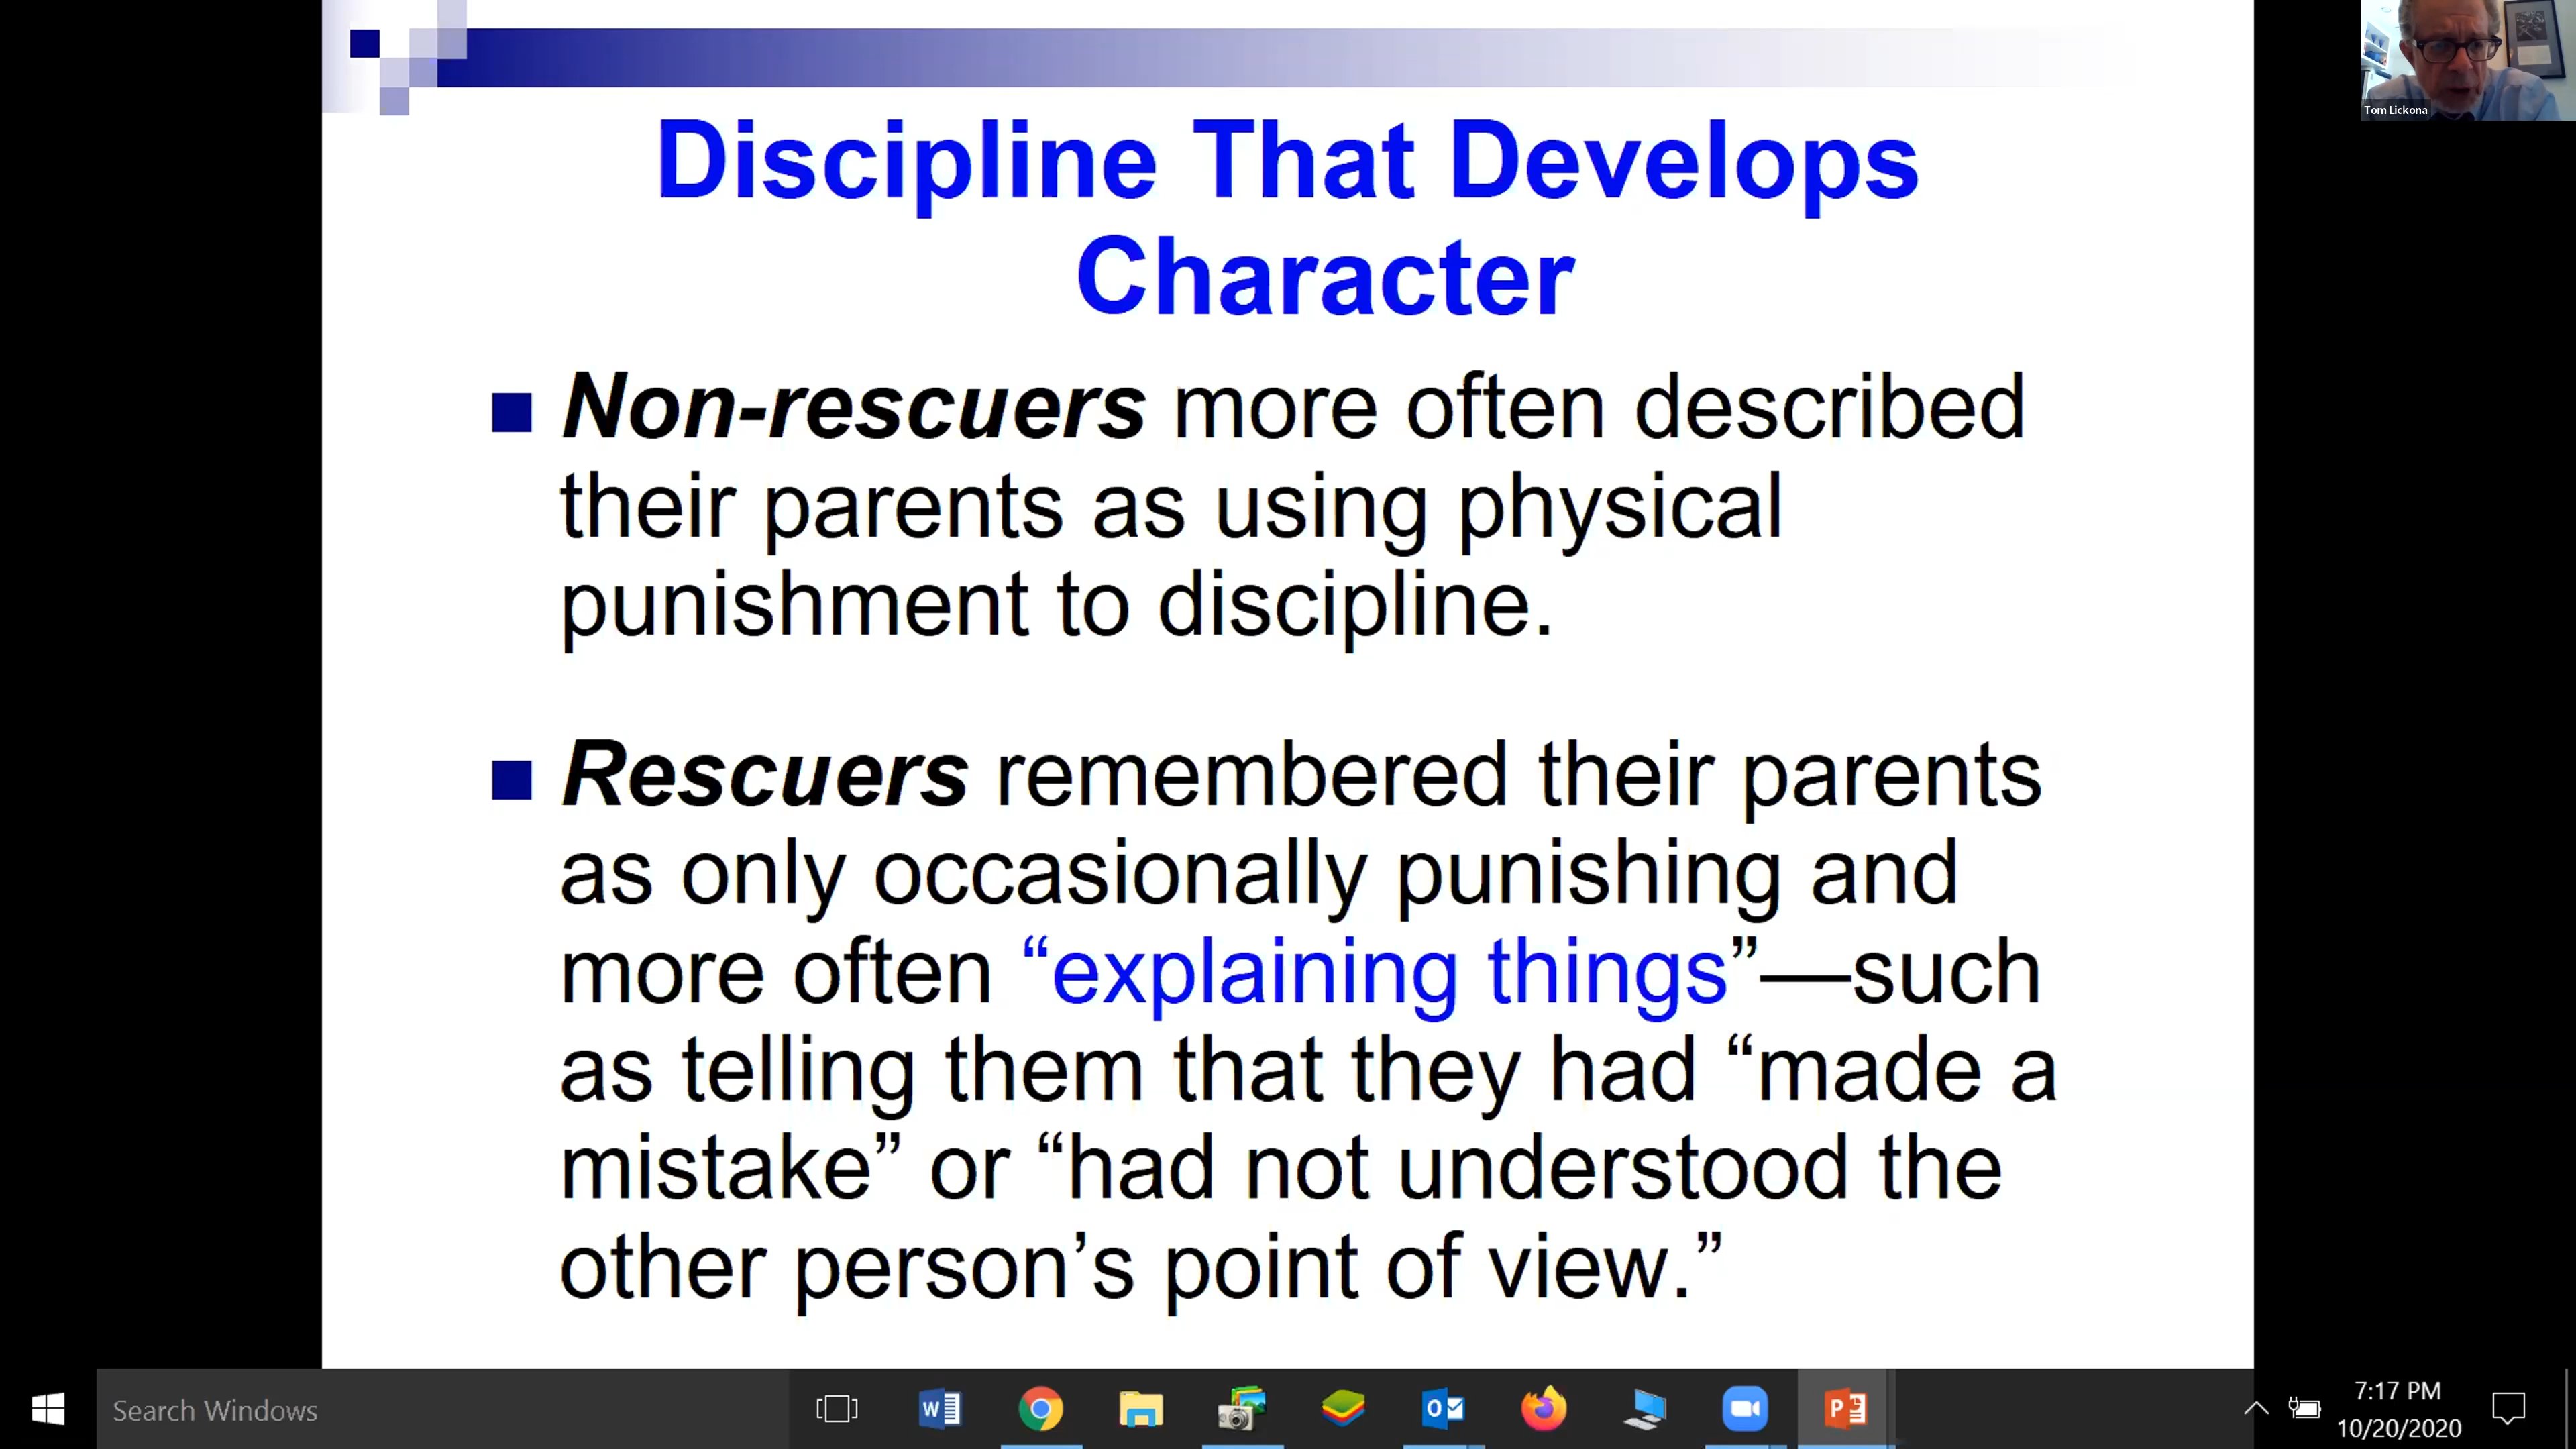 Tom Lickona
Discipline That Develops
Character
Non-rescuers more often described
their parents as using physical
punishment to discipline.
Rescuers remembered their parents
as only occasionally punishing and
more often “explaining things”—such
as telling them that they had “made a
mistake” or “had not understood the
other person’s point of view.”
Search Windows
7:17 PM
10/20/2020